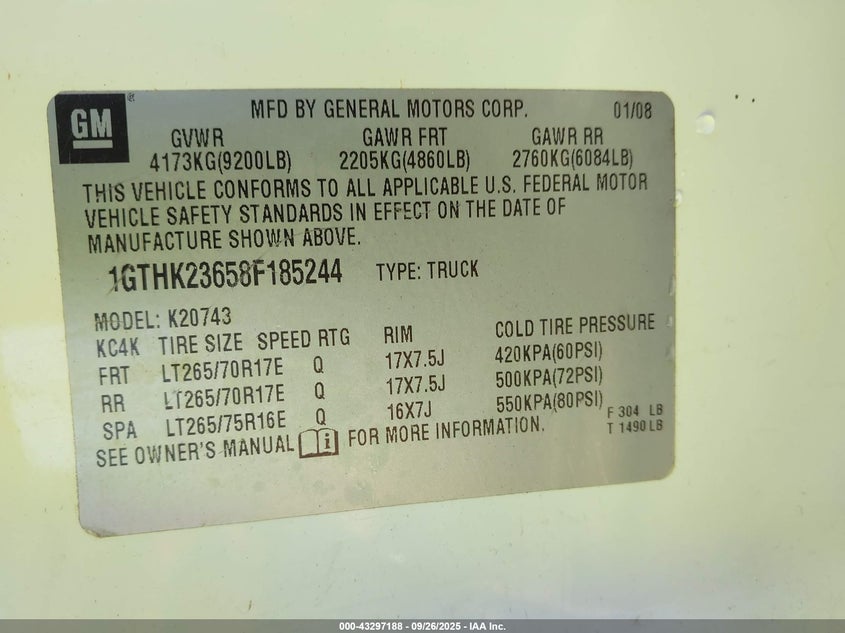 GM
MFD BY GENERAL MOTORS CORP. 01/08
GVWR GAWR FRT GAWR RR
4173KG(9200LB) 2205KG(4860LB) 2760KG(6084LB)
THIS VEHICLE CONFORMS TO ALL APPLICABLE U.S. FEDERAL MOTOR
VEHICLE SAFETY STANDARDS IN EFFECT ON THE DATE OF
MANUFACTURE SHOWN ABOVE.
1GTHK23658F185244 TYPE: TRUCK
MODEL: K20743
KC4K TIRE SIZE SPEED RTG RIM COLD TIRE PRESSURE
FRT LT265/70R17E Q 17X7.5J 420KPA(60PSI)
RR LT265/70R17E Q 17X7.5J 500KPA(72PSI)
SPA LT265/75R16E Q 16X7J 550KPA(80PSI) F 304 LB
SEE OWNER'S MANUAL i FOR MORE INFORMATION. T 1490 LB
000-43297188 - 09/26/2025 - IAA Inc.